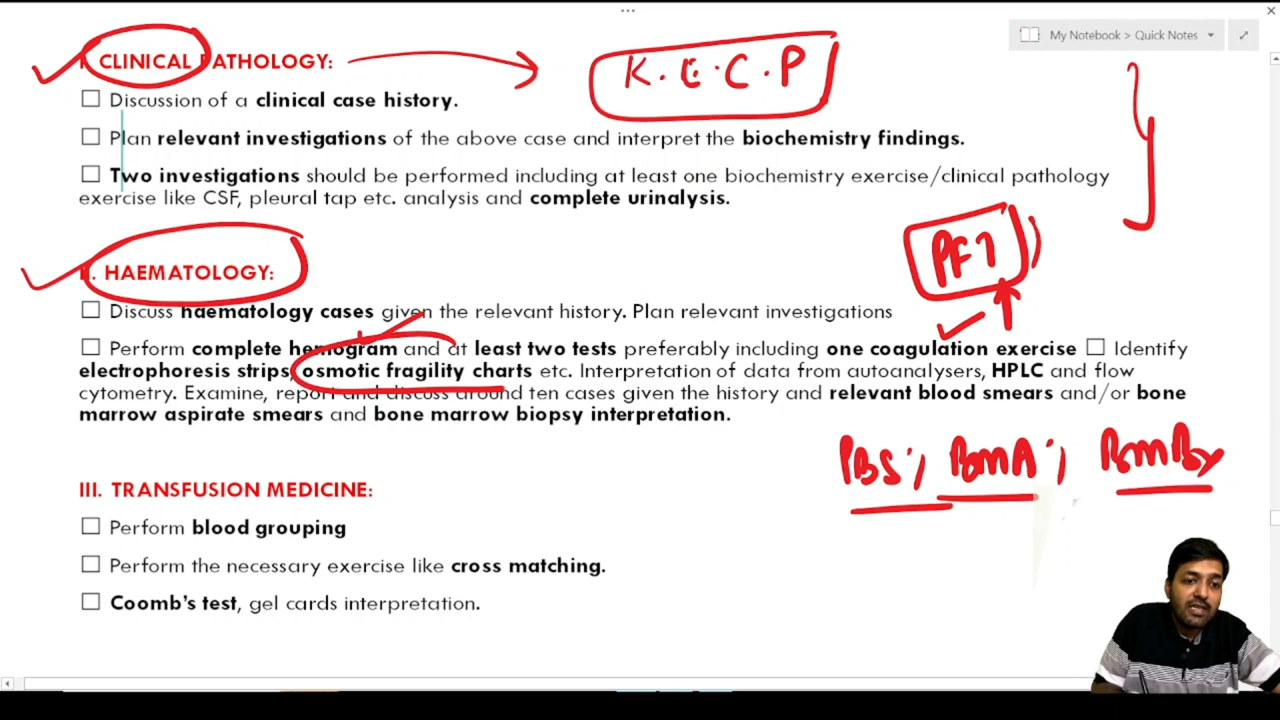 My Notebook > Quick Notes
I. CLINICAL PATHOLOGY:
K. E. C. P
Discussion of a clinical case history.
Plan relevant investigations of the above case and interpret the biochemistry findings.
Two investigations should be performed including at least one biochemistry exercise/clinical pathology
exercise like CSF, pleural tap etc. analysis and complete urinalysis.
II. HAEMATOLOGY:
Discuss haematology cases given the relevant history. Plan relevant investigations
Perform complete hemogram and at least two tests preferably including one coagulation exercise ☐ Identify
electrophoresis strips, osmotic fragility charts etc. Interpretation of data from autoanalysers, HPLC and flow
cytometry. Examine, report and discuss around ten cases given the history and relevant blood smears and/or bone
marrow aspirate smears and bone marrow biopsy interpretation.
PBS; BMA; BMBx
III. TRANSFUSION MEDICINE:
Perform blood grouping
Perform the necessary exercise like cross matching.
Coomb's test, gel cards interpretation.